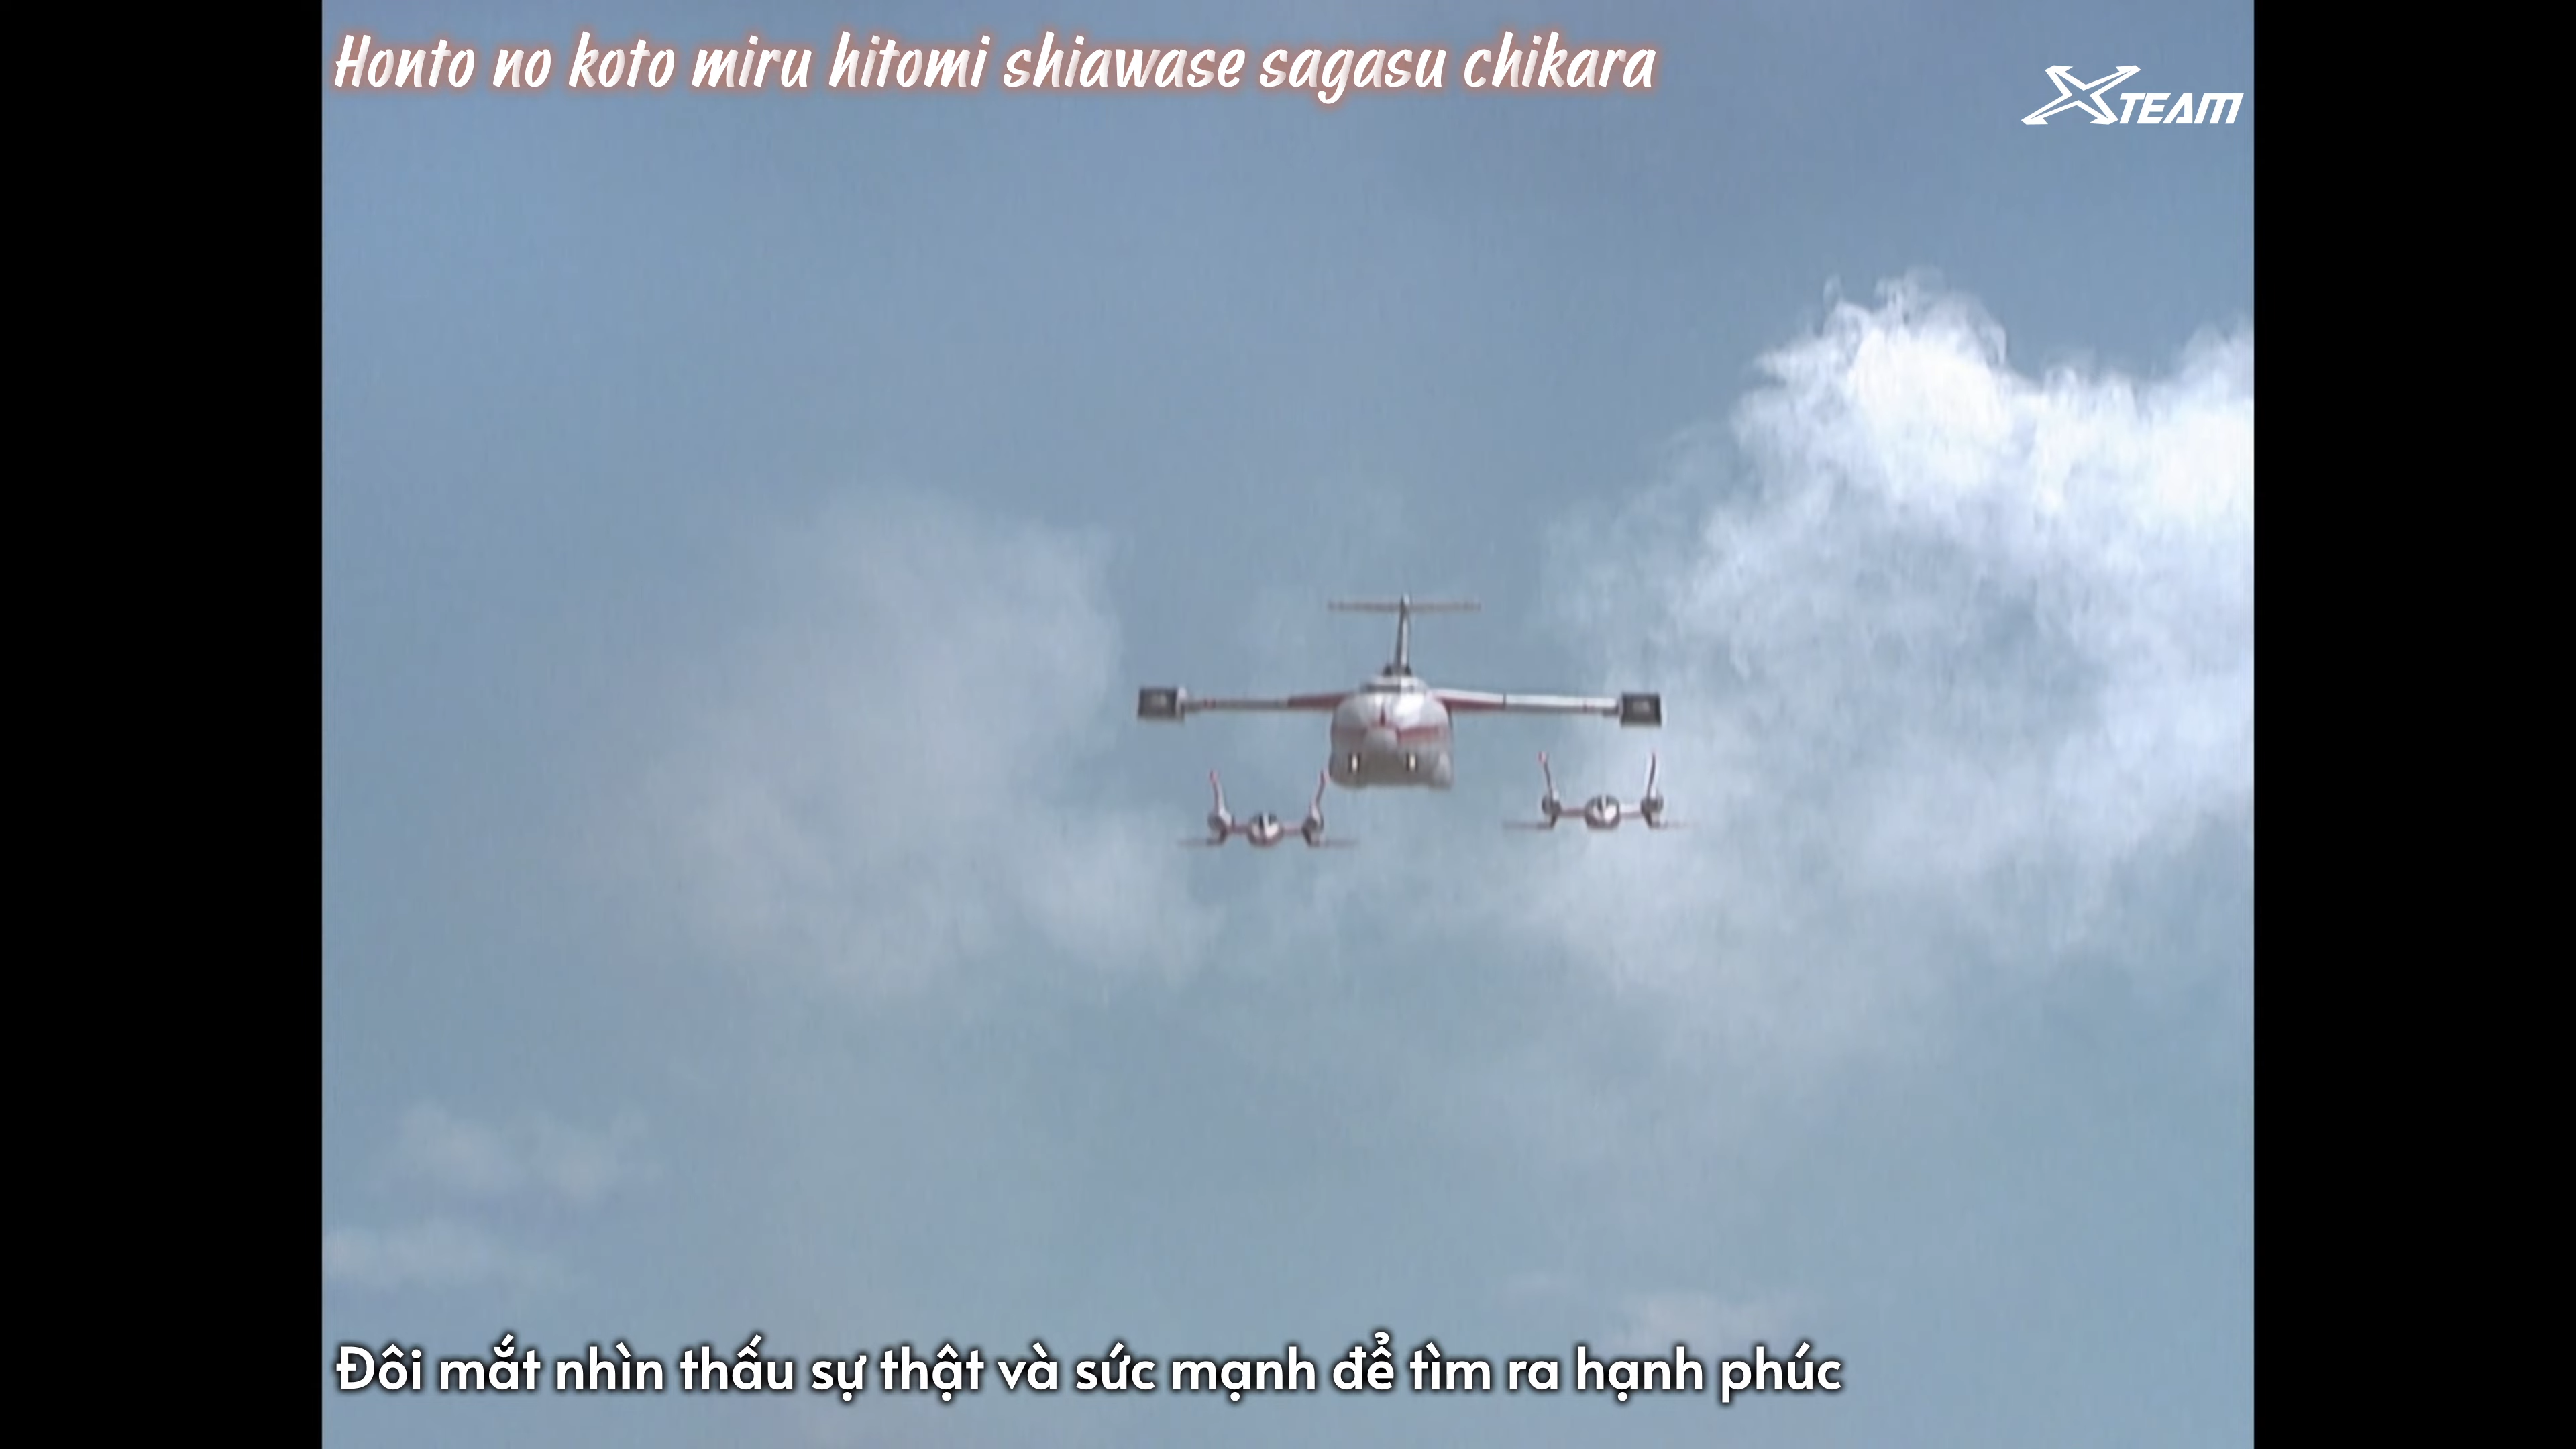 Honto no koto miru hitomi shiawase sagasu chikara
XTEAM
Đôi mắt nhìn thấu sự thật và sức mạnh để tìm ra hạnh phúc